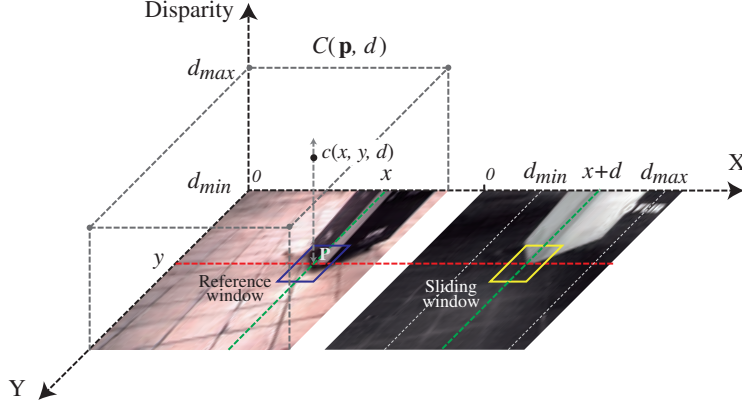 Disparity
C(p, d)
dmax
c(x, y, d)
dmin
0
x
0
dmin
x+d
dmax
X
y
P
Reference
window
Sliding
window
Y